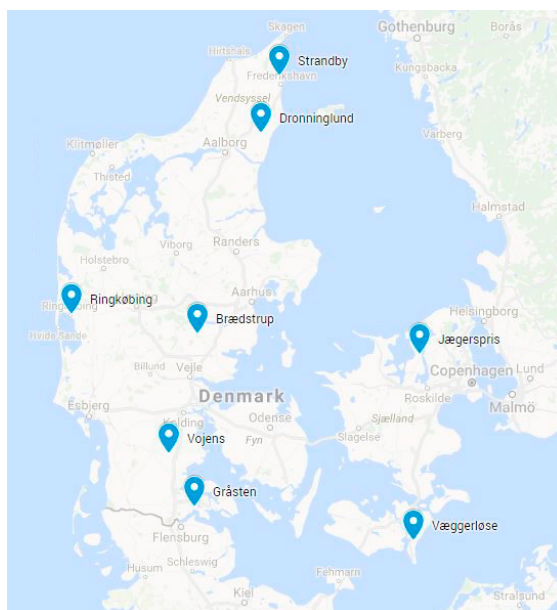 Skagen
Gothenburg
Borås
Hirtshals
Strandby
Kungsbacka
Frederikshavn
Vendsyssel
Dronninglund
Varberg
Klitmøller
Aalborg
Thisted
Halmstad
Viborg
Randers
Holstebro
Ringkøbing
Aarhus
Helsingborg
Brædstrup
Hvide Sande
Jægerspris
Billund
Vejle
Copenhagen
Lund
Denmark
Roskilde
Malmö
Esbjerg
Kolding
Odense
Sjælland
Vojens
Fyn
Slagelse
Gråsten
Væggerløse
Flensburg
Schleswig
Husum
Fehmarn
Kiel
Stralsund